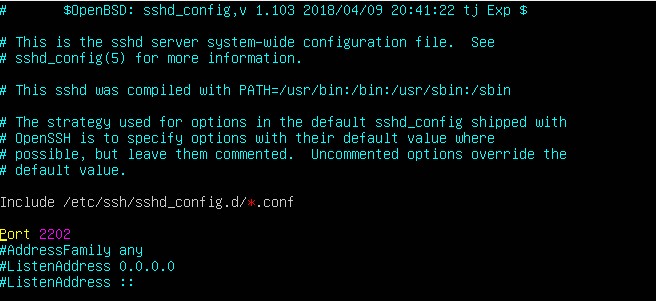 #       $OpenBSD: sshd_config,v 1.103 2018/04/09 20:41:22 tj Exp $
# This is the sshd server system-wide configuration file.  See
# sshd_config(5) for more information.
# This sshd was compiled with PATH=/usr/bin:/bin:/usr/sbin:/sbin
# The strategy used for options in the default sshd_config shipped with
# OpenSSH is to specify options with their default value where
# possible, but leave them commented.  Uncommented options override the
# default value.
Include /etc/ssh/sshd_config.d/*.conf
Port 2202
#AddressFamily any
#ListenAddress 0.0.0.0
#ListenAddress ::